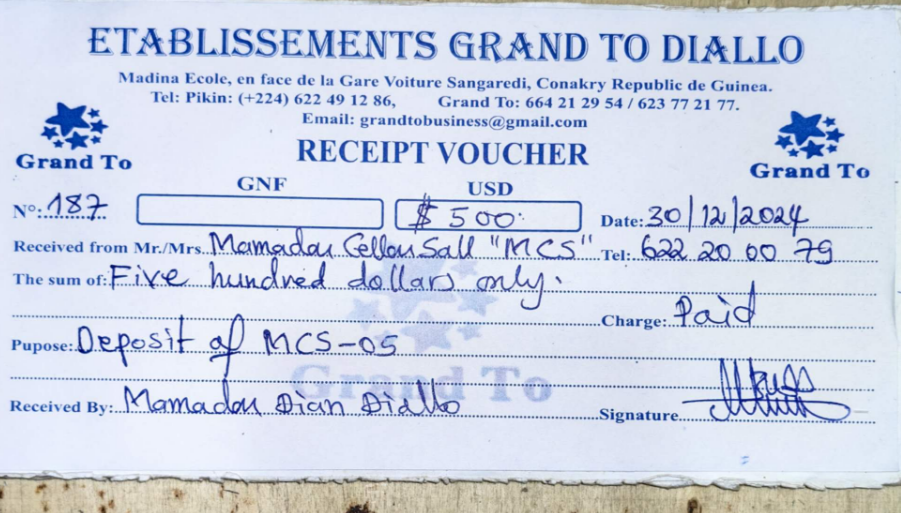 ETABLISSEMENTS GRAND TO DIALLO
Madina Ecole, en face de la Gare Voiture Sangaredi, Conakry Republic de Guinea.
Tel: Pikin: (+224) 622 49 12 86, Grand To: 664 21 29 54 / 623 77 21 77.
Email: grandtobusiness@gmail.com
Grand To
RECEIPT VOUCHER
Grand To
GNF USD
N°: 187 $ 500 Date: 30/12/2024
Received from Mr./Mrs. Mamadou Cellou Sall "MCS" Tel: 622 20 00 79
The sum of: Five hundred dollars only.
Charge: Paid
Pupose: Deposit of MCS-05
Grand To
Received By: Mamadou Dian Diallo Signature